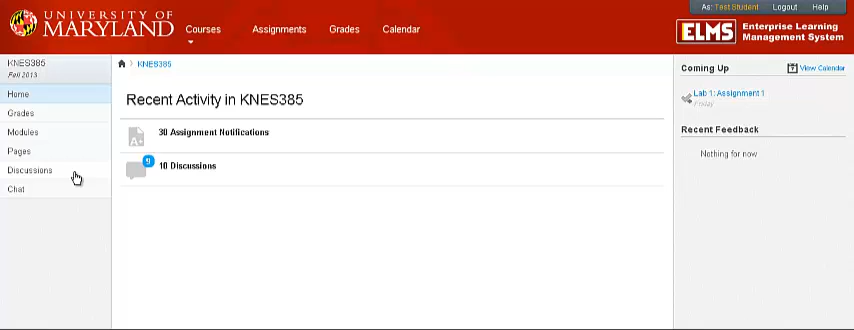 As: Test Student Logout Help
UNIVERSITY OF
MARYLAND
Courses Assignments Grades Calendar
ELMS Enterprise Learning
Management System
KNES385
Fall 2013
Home
Grades
Modules
Pages
Discussions
Chat
KNES385
Recent Activity in KNES385
A+ 30 Assignment Notifications
9 10 Discussions
Coming Up View Calendar
Lab 1: Assignment 1
Friday
Recent Feedback
Nothing for now